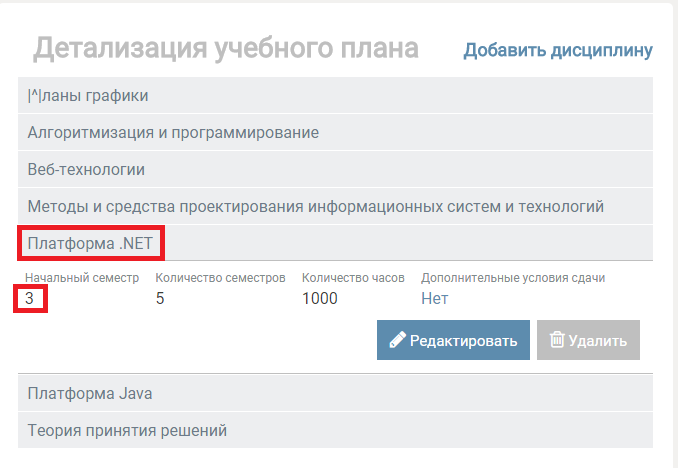 Детализация учебного плана
Добавить дисциплину
|^|ланы графики
Алгоритмизация и программирование
Веб-технологии
Методы и средства проектирования информационных систем и технологий
Платформа .NET
Начальный семестр Количество семестров Количество часов Дополнительные условия сдачи
3 5 1000 Нет
Редактировать Удалить
Платформа Java
Теория принятия решений